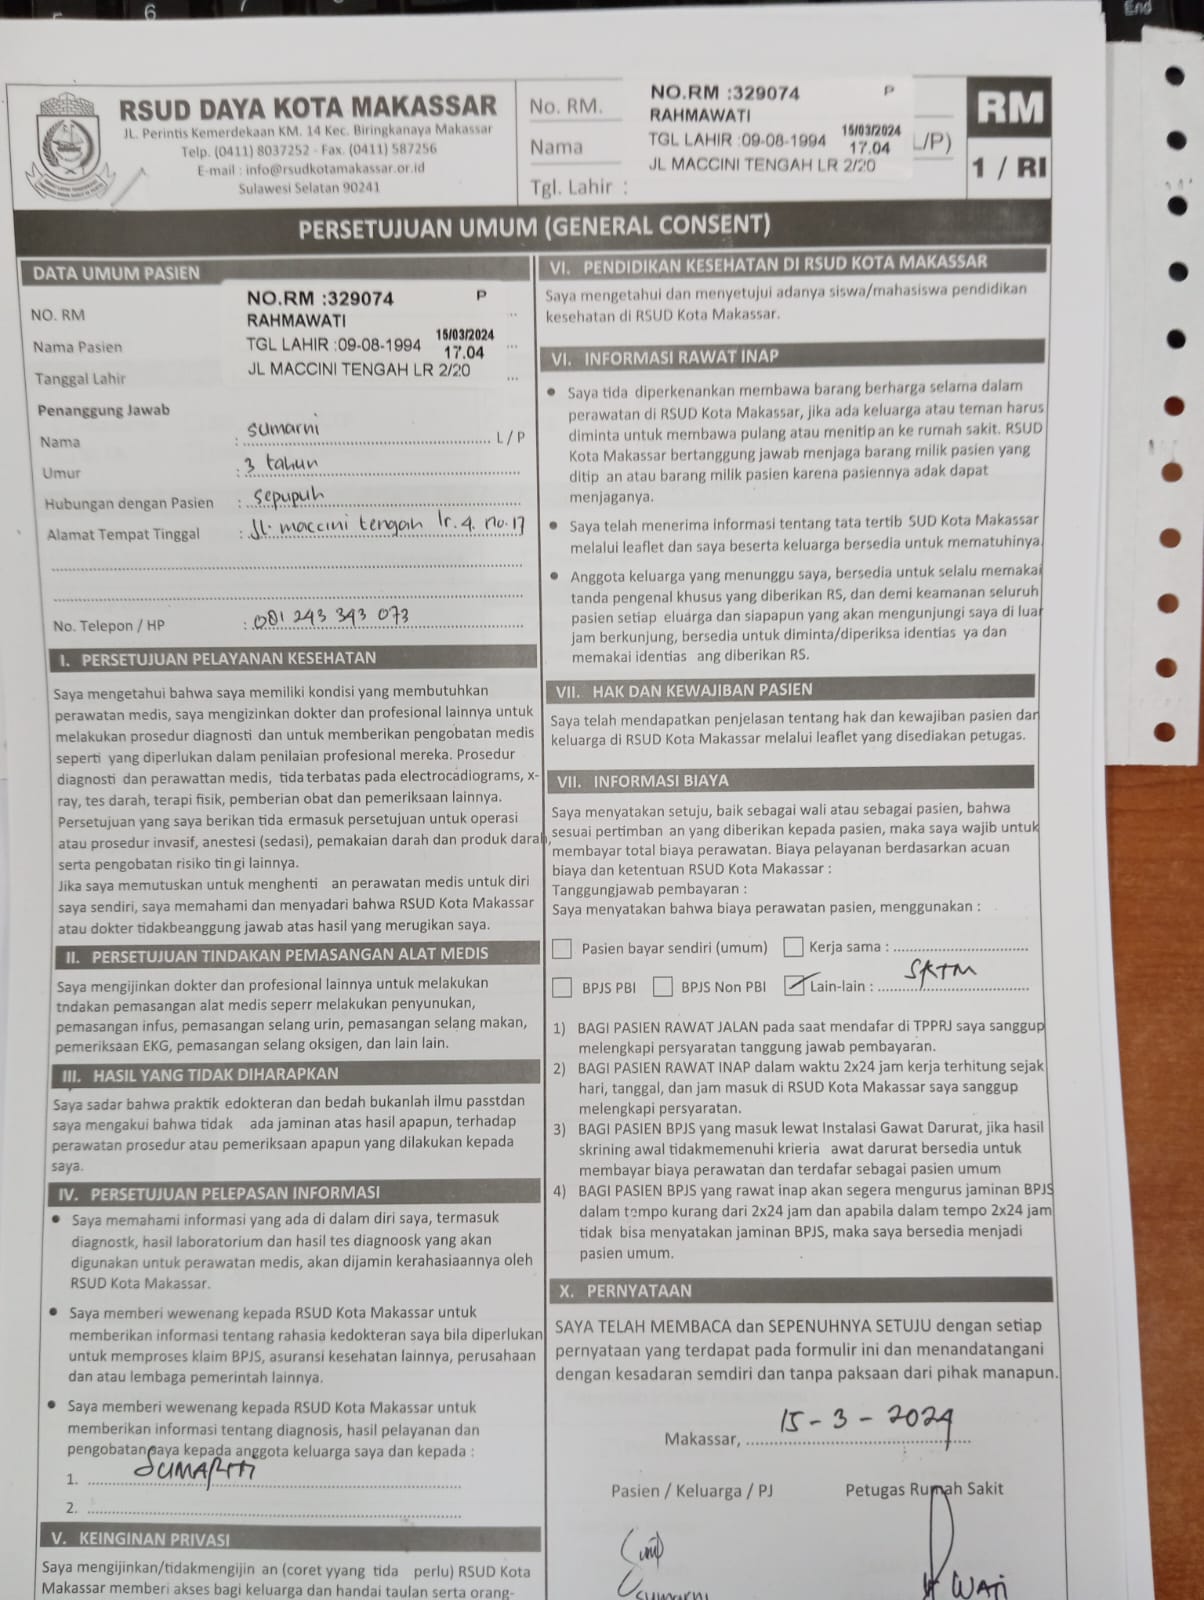 6
7
End
RSUD DAYA KOTA MAKASSAR
JL. Perintis Kemerdekaan KM. 14 Kec. Biringkanaya Makassar
Telp. (0411) 8037252 - Fax. (0411) 587256
E-mail : info@rsudkotamakassar.or.id
Sulawesi Selatan 90241
No. RM.
Nama
Tgl. Lahir :
NO.RM :329074 P
RAHMAWATI
TGL LAHIR :09-08-1994 15/03/2024 17.04
JL MACCINI TENGAH LR 2/20
L/P)
RM
1 / RI
PERSETUJUAN UMUM (GENERAL CONSENT)
DATA UMUM PASIEN
NO. RM
Nama Pasien
Tanggal Lahir
NO.RM :329074 P
RAHMAWATI
TGL LAHIR :09-08-1994 15/03/2024 17.04
JL MACCINI TENGAH LR 2/20
Penanggung Jawab
Nama : Sumarni L / P
Umur : 3 tahun
Hubungan dengan Pasien : Sepupuh
Alamat Tempat Tinggal : Jl. maccini tengah lr. 4. no. 17
No. Telepon / HP : 081 243 343 073
I. PERSETUJUAN PELAYANAN KESEHATAN
Saya mengetahui bahwa saya memiliki kondisi yang membutuhkan
perawatan medis, saya mengizinkan dokter dan profesional lainnya untuk
melakukan prosedur diagnosti dan untuk memberikan pengobatan medis
seperti yang diperlukan dalam penilaian profesional mereka. Prosedur
diagnosti dan perawattan medis, tida terbatas pada electrocadiograms, x-
ray, tes darah, terapi fisik, pemberian obat dan pemeriksaan lainnya.
Persetujuan yang saya berikan tida ermasuk persetujuan untuk operasi
atau prosedur invasif, anestesi (sedasi), pemakaian darah dan produk darah,
serta pengobatan risiko tin gi lainnya.
Jika saya memutuskan untuk menghenti an perawatan medis untuk diri
saya sendiri, saya memahami dan menyadari bahwa RSUD Kota Makassar
atau dokter tidakbeanggung jawab atas hasil yang merugikan saya.
II. PERSETUJUAN TINDAKAN PEMASANGAN ALAT MEDIS
Saya mengijinkan dokter dan profesional lainnya untuk melakukan
tndakan pemasangan alat medis seperr melakukan penyunukan,
pemasangan infus, pemasangan selang urin, pemasangan selang makan,
pemeriksaan EKG, pemasangan selang oksigen, dan lain lain.
III. HASIL YANG TIDAK DIHARAPKAN
Saya sadar bahwa praktik edokteran dan bedah bukanlah ilmu passtdan
saya mengakui bahwa tidak ada jaminan atas hasil apapun, terhadap
perawatan prosedur atau pemeriksaan apapun yang dilakukan kepada
saya.
IV. PERSETUJUAN PELEPASAN INFORMASI
• Saya memahami informasi yang ada di dalam diri saya, termasuk
diagnostk, hasil laboratorium dan hasil tes diagnoosk yang akan
digunakan untuk perawatan medis, akan dijamin kerahasiaannya oleh
RSUD Kota Makassar.
• Saya memberi wewenang kepada RSUD Kota Makassar untuk
memberikan informasi tentang rahasia kedokteran saya bila diperlukan
untuk memproses klaim BPJS, asuransi kesehatan lainnya, perusahaan
dan atau lembaga pemerintah lainnya.
• Saya memberi wewenang kepada RSUD Kota Makassar untuk
memberikan informasi tentang diagnosis, hasil pelayanan dan
pengobatan saya kepada anggota keluarga saya dan kepada :
1. SUMARNI
2.
V. KEINGINAN PRIVASI
Saya mengijinkan/tidakmengijin an (coret yyang tida perlu) RSUD Kota
Makassar memberi akses bagi keluarga dan handai taulan serta orang-
VI. PENDIDIKAN KESEHATAN DI RSUD KOTA MAKASSAR
Saya mengetahui dan menyetujui adanya siswa/mahasiswa pendidikan
kesehatan di RSUD Kota Makassar.
VI. INFORMASI RAWAT INAP
• Saya tida diperkenankan membawa barang berharga selama dalam
perawatan di RSUD Kota Makassar, jika ada keluarga atau teman harus
diminta untuk membawa pulang atau menitip an ke rumah sakit. RSUD
Kota Makassar bertanggung jawab menjaga barang milik pasien yang
ditip an atau barang milik pasien karena pasiennya adak dapat
menjaganya.
• Saya telah menerima informasi tentang tata tertib SUD Kota Makassar
melalui leaflet dan saya beserta keluarga bersedia untuk mematuhinya.
• Anggota keluarga yang menunggu saya, bersedia untuk selalu memakai
tanda pengenal khusus yang diberikan RS, dan demi keamanan seluruh
pasien setiap eluarga dan siapapun yang akan mengunjungi saya di luar
jam berkunjung, bersedia untuk diminta/diperiksa identias ya dan
memakai identias ang diberikan RS.
VII. HAK DAN KEWAJIBAN PASIEN
Saya telah mendapatkan penjelasan tentang hak dan kewajiban pasien dan
keluarga di RSUD Kota Makassar melalui leaflet yang disediakan petugas.
VII. INFORMASI BIAYA
Saya menyatakan setuju, baik sebagai wali atau sebagai pasien, bahwa
sesuai pertimban an yang diberikan kepada pasien, maka saya wajib untuk
membayar total biaya perawatan. Biaya pelayanan berdasarkan acuan
biaya dan ketentuan RSUD Kota Makassar :
Tanggungjawab pembayaran :
Saya menyatakan bahwa biaya perawatan pasien, menggunakan :
Pasien bayar sendiri (umum) Kerja sama :
BPJS PBI BPJS Non PBI Lain-lain : SKTM
1) BAGI PASIEN RAWAT JALAN pada saat mendafar di TPPRJ saya sanggup
melengkapi persyaratan tanggung jawab pembayaran.
2) BAGI PASIEN RAWAT INAP dalam waktu 2x24 jam kerja terhitung sejak
hari, tanggal, dan jam masuk di RSUD Kota Makassar saya sanggup
melengkapi persyaratan.
3) BAGI PASIEN BPJS yang masuk lewat Instalasi Gawat Darurat, jika hasil
skrining awal tidakmemenuhi krieria awat darurat bersedia untuk
membayar biaya perawatan dan terdafar sebagai pasien umum
4) BAGI PASIEN BPJS yang rawat inap akan segera mengurus jaminan BPJS
dalam tempo kurang dari 2x24 jam dan apabila dalam tempo 2x24 jam
tidak bisa menyatakan jaminan BPJS, maka saya bersedia menjadi
pasien umum.
X. PERNYATAAN
SAYA TELAH MEMBACA dan SEPENUHNYA SETUJU dengan setiap
pernyataan yang terdapat pada formulir ini dan menandatangani
dengan kesadaran semdiri dan tanpa paksaan dari pihak manapun.
Makassar, 15 - 3 - 2024
Pasien / Keluarga / PJ Petugas Rumah Sakit
sumarni WATI